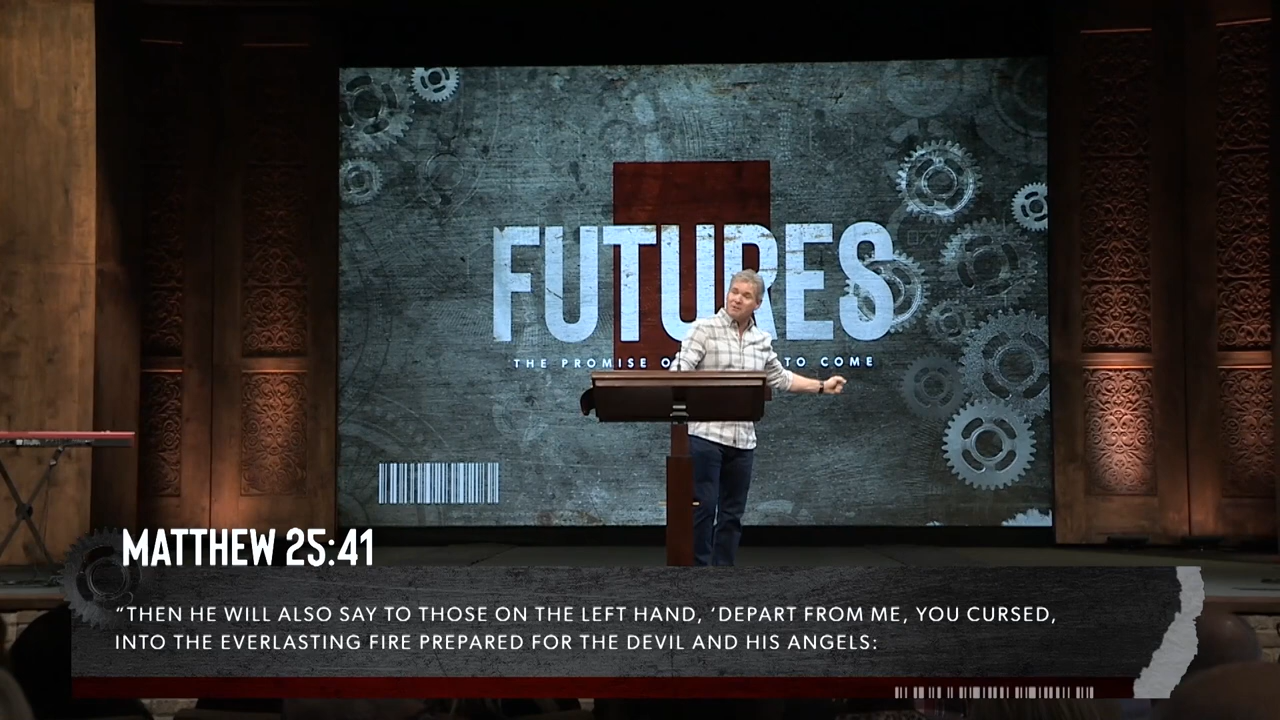 FUTURES
THE PROMISE O TO COME
MATTHEW 25:41
“THEN HE WILL ALSO SAY TO THOSE ON THE LEFT HAND, ‘DEPART FROM ME, YOU CURSED,
INTO THE EVERLASTING FIRE PREPARED FOR THE DEVIL AND HIS ANGELS: